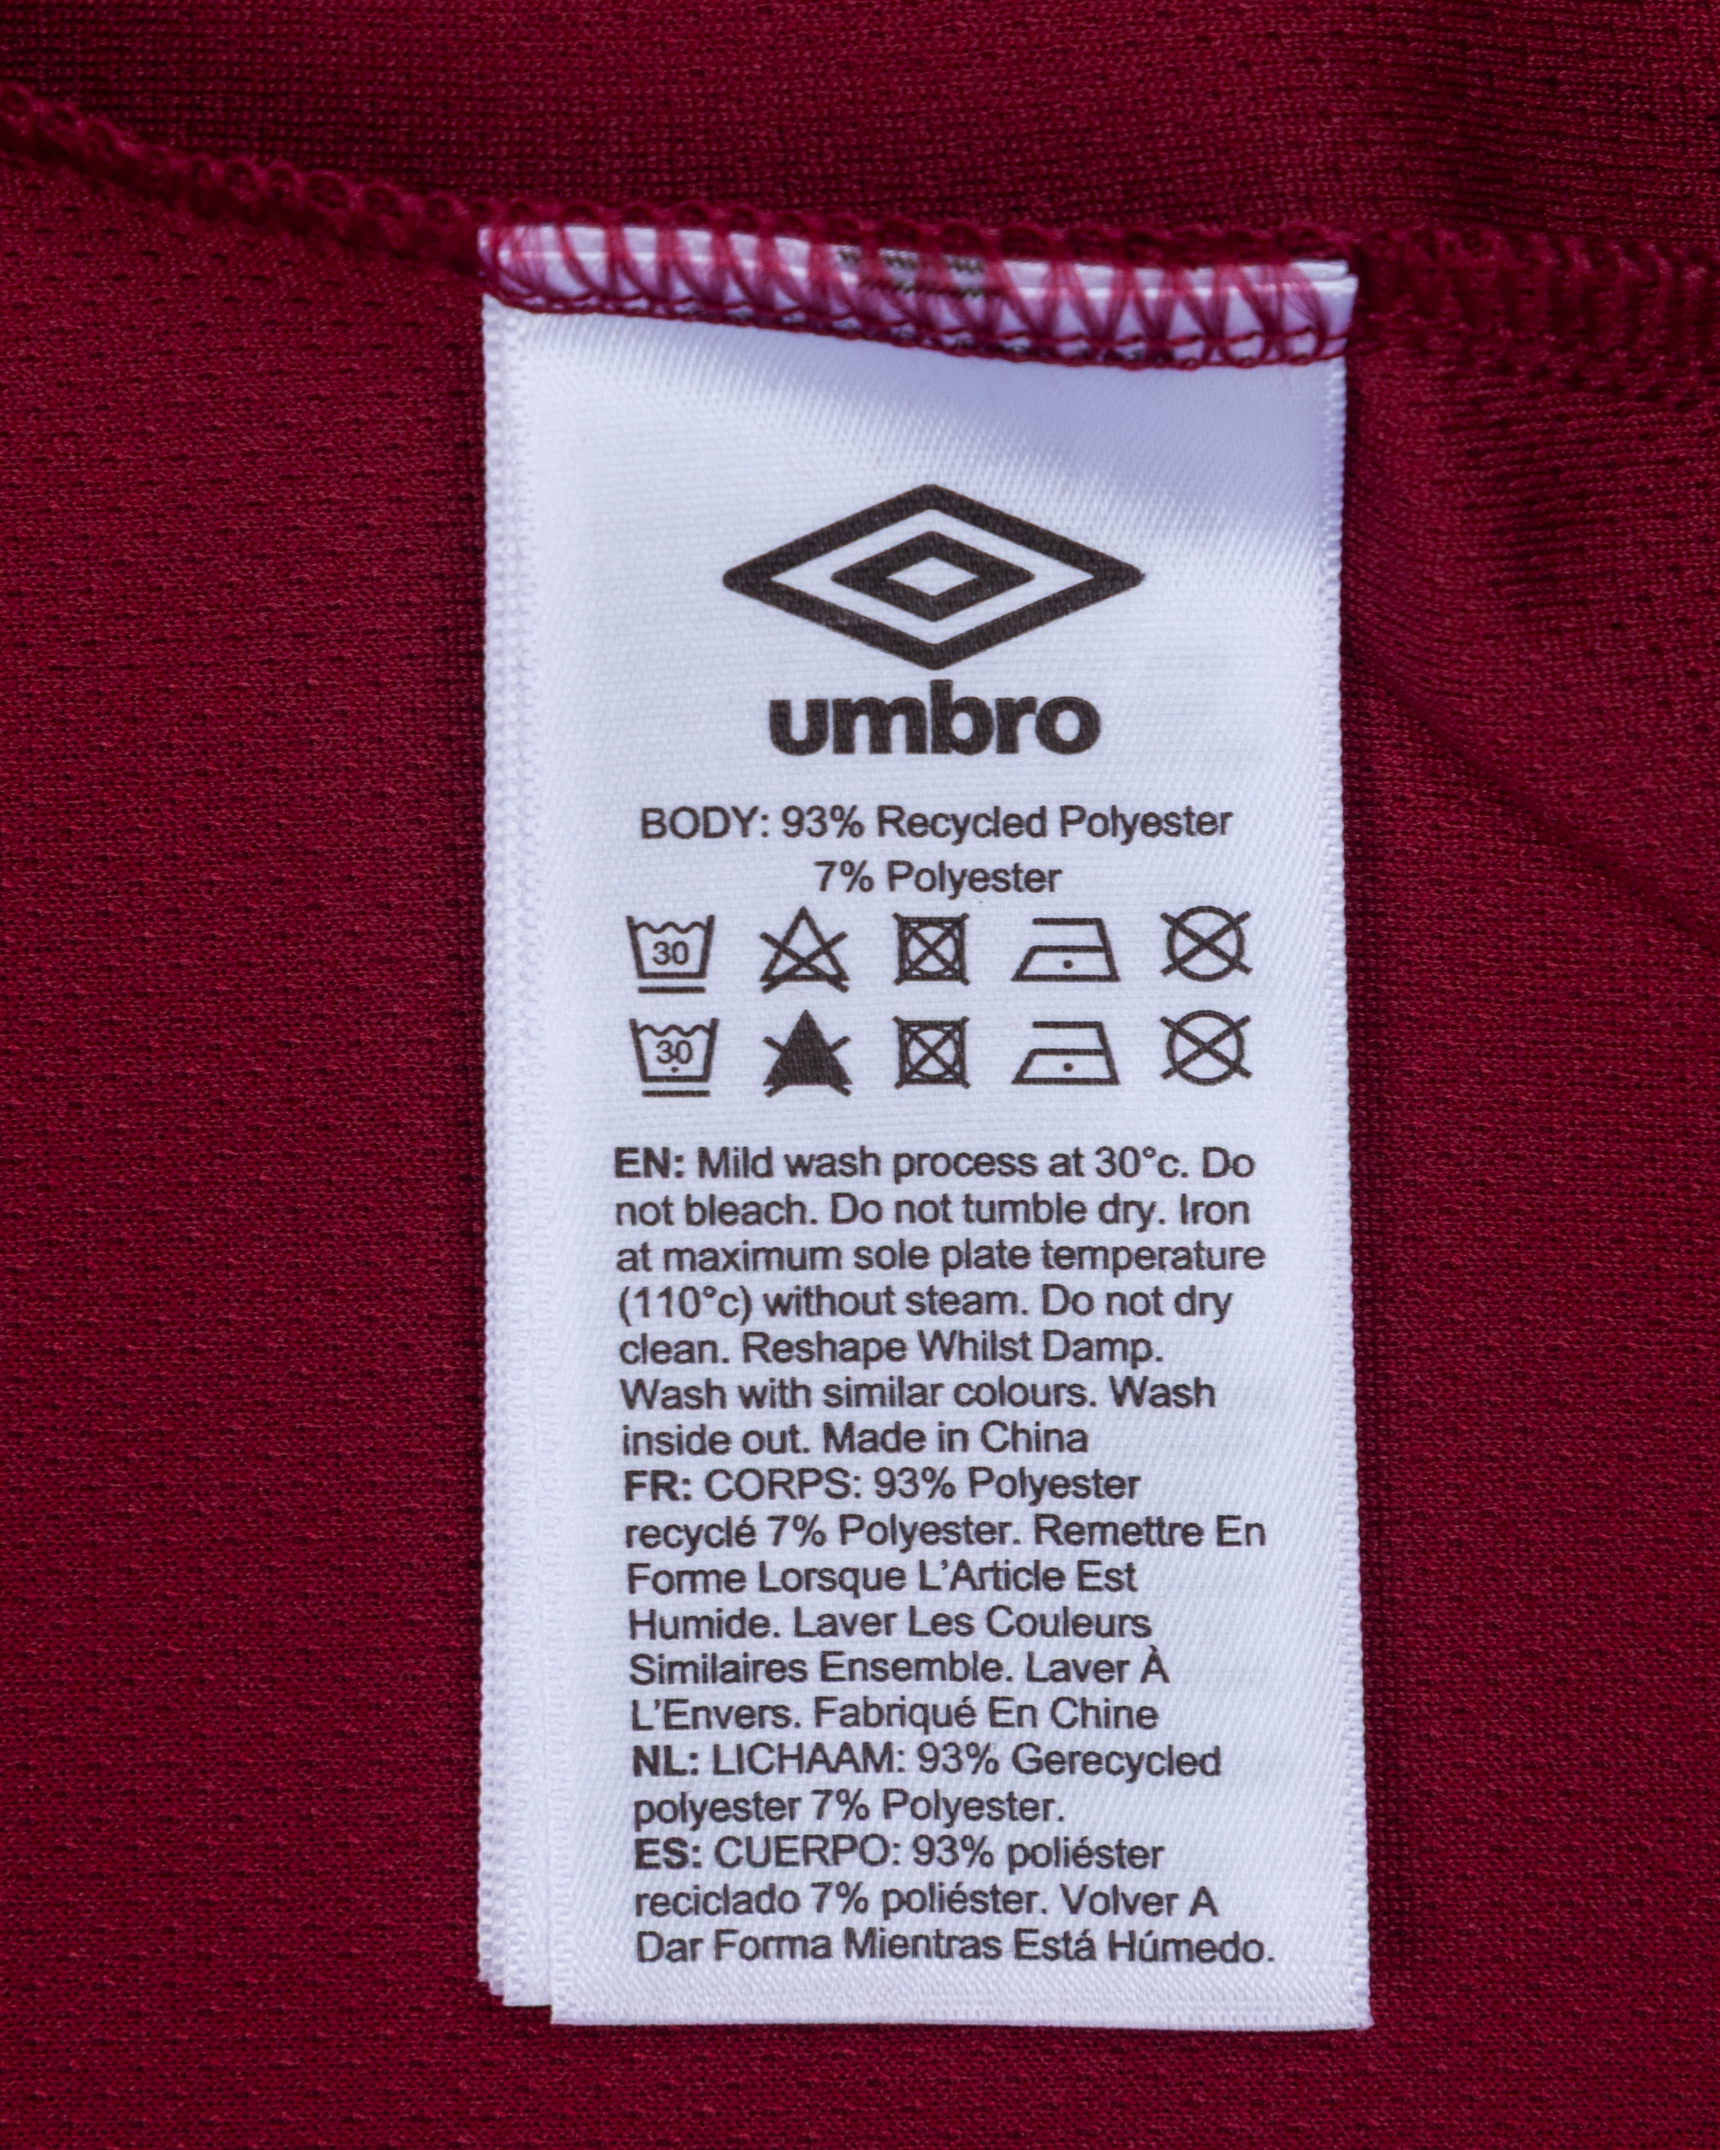 umbro
BODY: 93% Recycled Polyester
7% Polyester
30
30
EN: Mild wash process at 30°c. Do
not bleach. Do not tumble dry. Iron
at maximum sole plate temperature
(110°c) without steam. Do not dry
clean. Reshape Whilst Damp.
Wash with similar colours. Wash
inside out. Made in China
FR: CORPS: 93% Polyester
recyclé 7% Polyester. Remettre En
Forme Lorsque L’Article Est
Humide. Laver Les Couleurs
Similaires Ensemble. Laver À
L’Envers. Fabriqué En Chine
NL: LICHAAM: 93% Gerecycled
polyester 7% Polyester.
ES: CUERPO: 93% poliéster
reciclado 7% poliéster. Volver A
Dar Forma Mientras Está Húmedo.